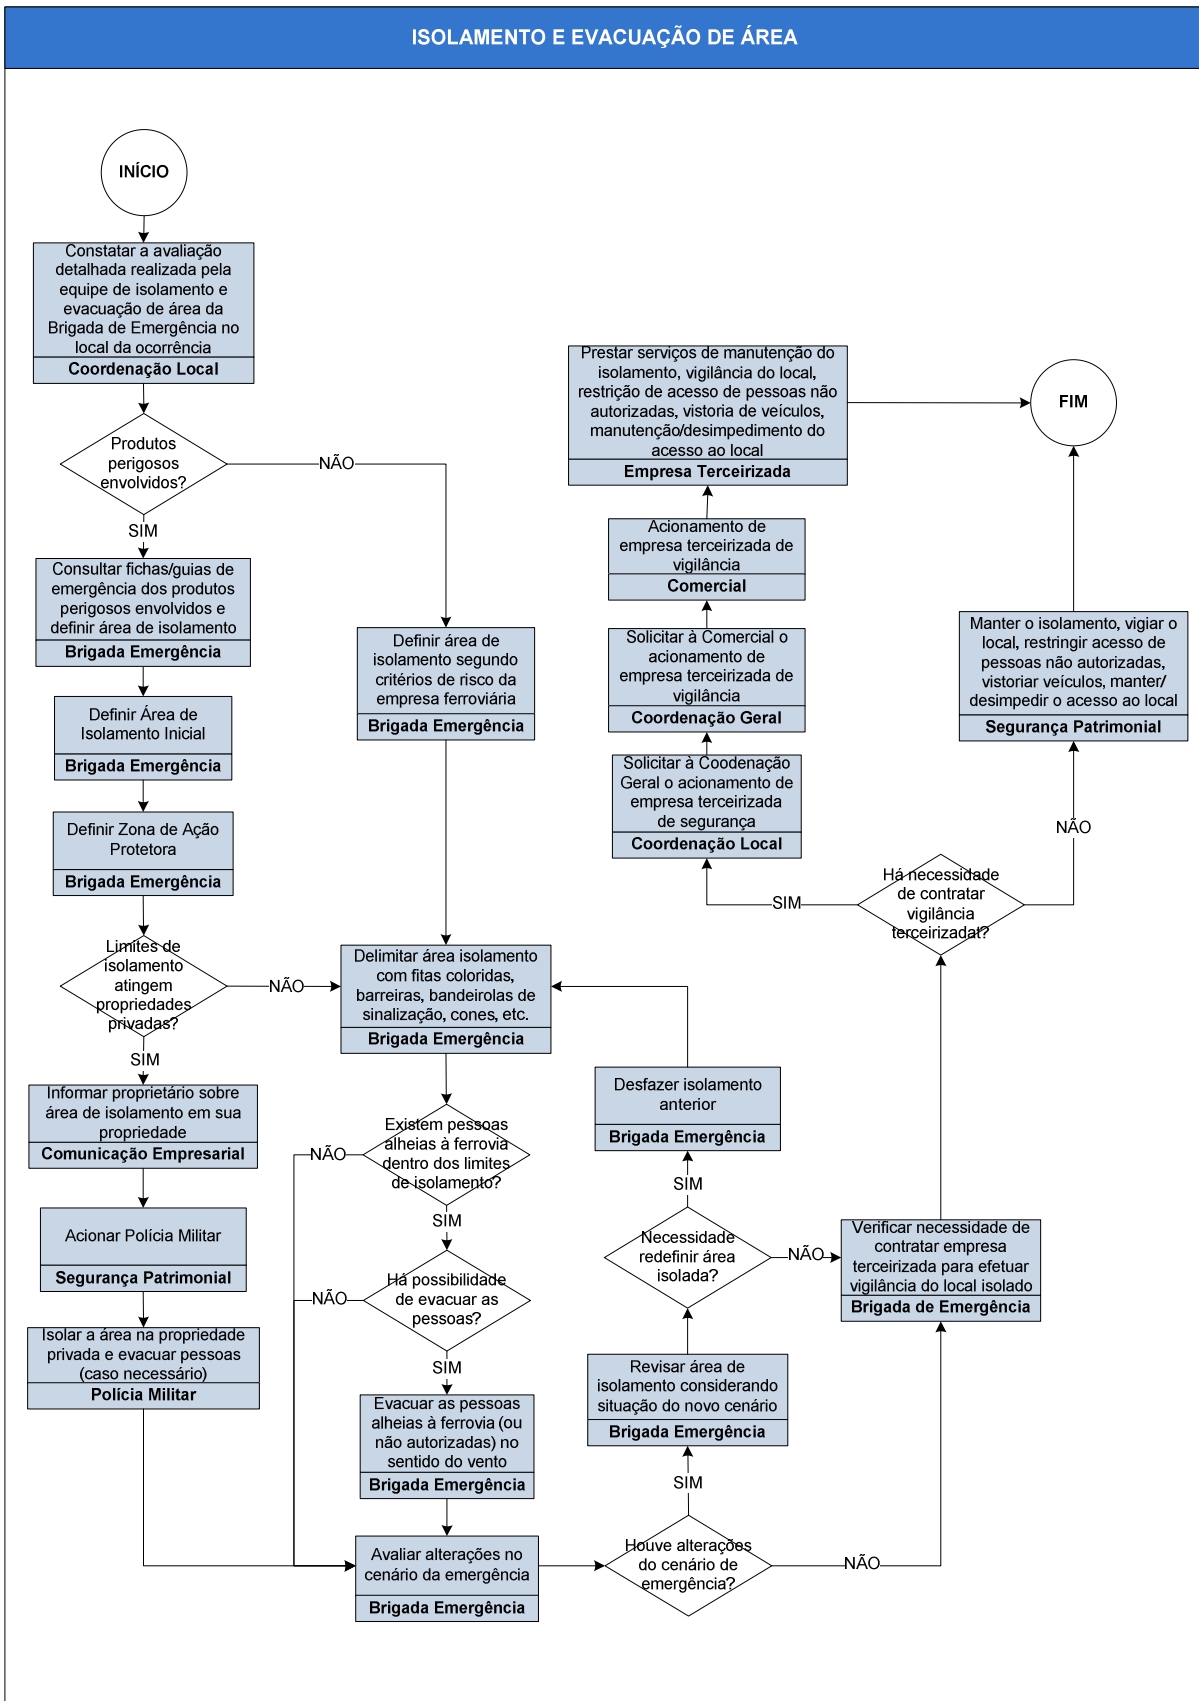 ISOLAMENTO E EVACUAÇÃO DE ÁREA
INÍCIO
Constatar a avaliação
detalhada realizada pela
equipe de isolamento e
evacuação de área da
Brigada de Emergência no
local da ocorrência
Coordenação Local
Produtos
perigosos
envolvidos?
NÃO
SIM
Consultar fichas/guias de
emergência dos produtos
perigosos envolvidos e
definir área de isolamento
Brigada Emergência
Definir Área de
Isolamento Inicial
Brigada Emergência
Definir Zona de Ação
Protetora
Brigada Emergência
Limites de
isolamento
atingem
propriedades
privadas?
NÃO
SIM
Informar proprietário sobre
área de isolamento em sua
propriedade
Comunicação Empresarial
Acionar Polícia Militar
Segurança Patrimonial
Isolar a área na propriedade
privada e evacuar pessoas
(caso necessário)
Polícia Militar
Definir área de
isolamento segundo
critérios de risco da
empresa ferroviária
Brigada Emergência
Delimitar área isolamento
com fitas coloridas,
barreiras, bandeirolas de
sinalização, cones, etc.
Brigada Emergência
Existem pessoas
alheias à ferrovia
dentro dos limites
de isolamento?
NÃO
SIM
Há possibilidade
de evacuar as
pessoas?
NÃO
SIM
Evacuar as pessoas
alheias à ferrovia (ou
não autorizadas) no
sentido do vento
Brigada Emergência
Avaliar alterações no
cenário da emergência
Brigada Emergência
Houve alterações
do cenário de
emergência?
NÃO
SIM
Revisar área de
isolamento considerando
situação do novo cenário
Brigada Emergência
Necessidade
redefinir área
isolada?
NÃO
SIM
Desfazer isolamento
anterior
Brigada Emergência
Verificar necessidade de
contratar empresa
terceirizada para efetuar
vigilância do local isolado
Brigada de Emergência
Há necessidade
de contratar
vigilância
terceirizadat?
SIM
NÃO
Solicitar à Coodenação
Geral o acionamento de
empresa terceirizada
de segurança
Coordenação Local
Solicitar à Comercial o
acionamento de
empresa terceirizada
de vigilância
Coordenação Geral
Acionamento de
empresa terceirizada de
vigilância
Comercial
Prestar serviços de manutenção do
isolamento, vigilância do local,
restrição de acesso de pessoas não
autorizadas, vistoria de veículos,
manutenção/desimpedimento do
acesso ao local
Empresa Terceirizada
Manter o isolamento, vigiar o
local, restringir acesso de
pessoas não autorizadas,
vistoriar veículos, manter/
desimpedir o acesso ao local
Segurança Patrimonial
FIM